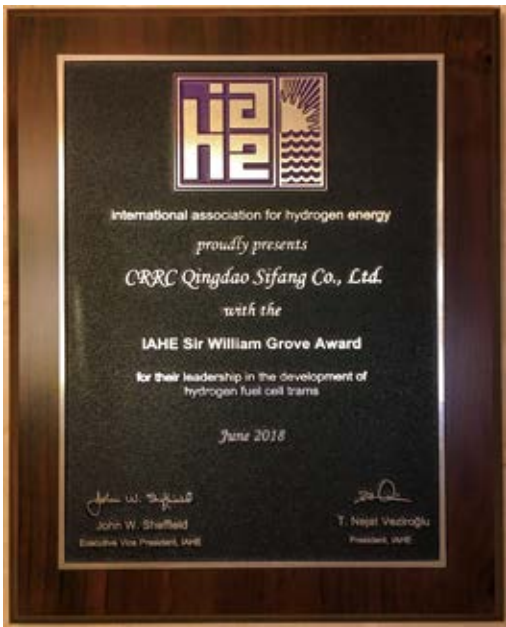 iahe
international association for hydrogen energy
proudly presents
CRRC Qingdao Sifang Co., Ltd.
with the
IAHE Sir William Grove Award
for their leadership in the development of
hydrogen fuel cell trams
June 2018
John W. Sheffield
John W. Sheffield
Executive Vice President, IAHE
T. Nejat Veziroğlu
President, IAHE